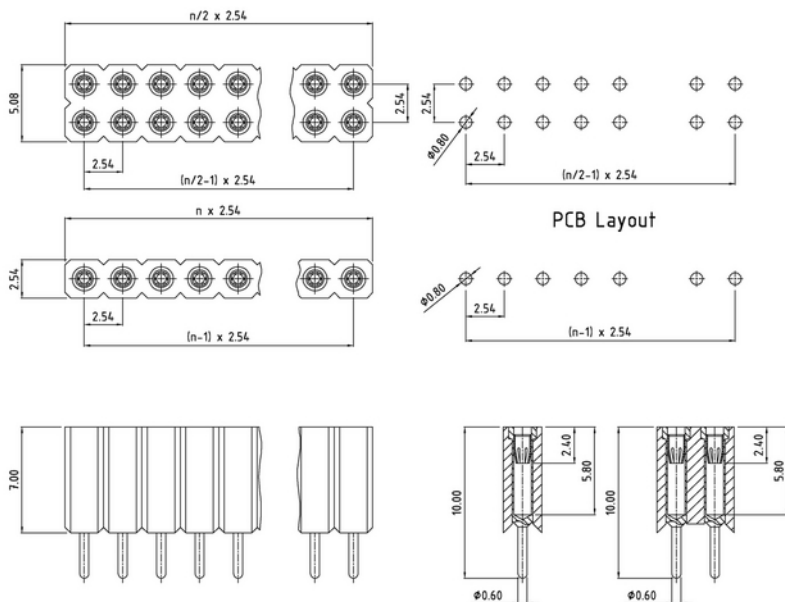 n/2 x 2.54
5.08
2.54
2.54
(n/2-1) x 2.54
2.54
Ø0.80
2.54
(n/2-1) x 2.54
PCB Layout
n x 2.54
2.54
2.54
(n-1) x 2.54
Ø0.80
2.54
(n-1) x 2.54
7.00
10.00
2.40
5.80
Ø0.60
10.00
2.40
5.80
Ø0.60